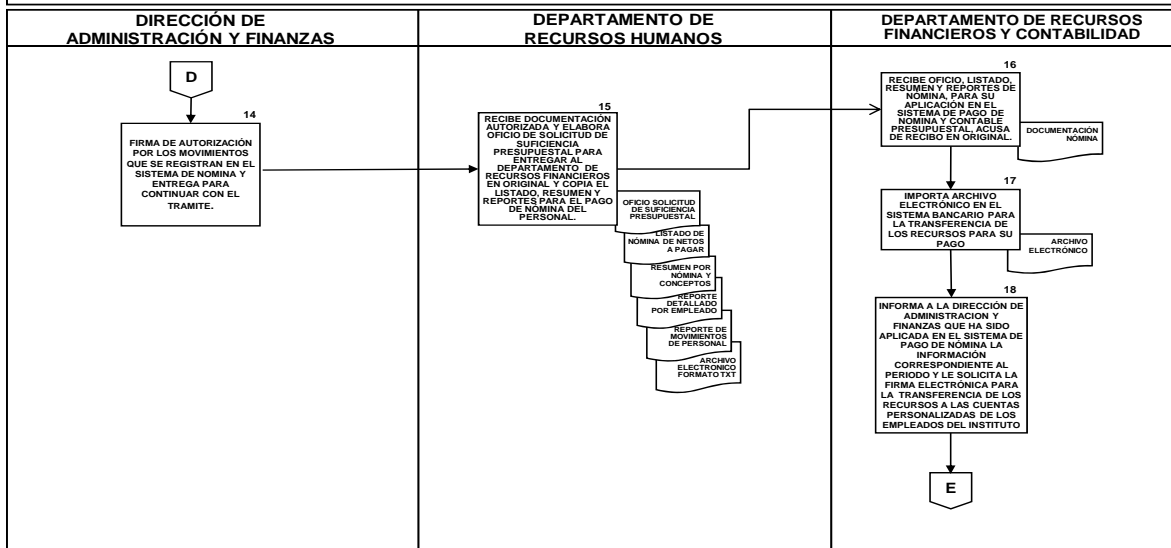 DIRECCIÓN DE
ADMINISTRACIÓN Y FINANZAS
DEPARTAMENTO DE
RECURSOS HUMANOS
DEPARTAMENTO DE RECURSOS
FINANCIEROS Y CONTABILIDAD
D
14
FIRMA DE AUTORIZACIÓN
POR LOS MOVIMIENTOS
QUE SE REGISTRAN EN EL
SISTEMA DE NOMINA Y
ENTREGA PARA
CONTINUAR CON EL
TRAMITE.
15
RECIBE DOCUMENTACIÓN
AUTORIZADA Y ELABORA
OFICIO DE SOLICITUD DE
SUFICIENCIA
PRESUPUESTAL PARA
ENTREGAR AL
DEPARTAMENTO DE
RECURSOS FINANCIEROS
EN ORIGINAL Y COPIA EL
LISTADO, RESUMEN Y
REPORTES PARA EL PAGO
DE NÓMINA DEL
PERSONAL.
OFICIO SOLICITUD
DE SUFICIENCIA
PRESUPUESTAL
LISTADO DE
NÓMINA DE NETOS
A PAGAR
RESUMEN POR
NÓMINA Y
CONCEPTOS
REPORTE
DETALLADO
POR EMPLEADO
REPORTE DE
MOVIMIENTOS
DE PERSONAL
ARCHIVO
ELECTRONICO
FORMATO TXT
16
RECIBE OFICIO, LISTADO,
RESUMEN Y REPORTES DE
NÓMINA, PARA SU
APLICACIÓN EN EL
SISTEMA DE PAGO DE
NOMINA Y CONTABLE
PRESUPUESTAL, ACUSA
DE RECIBO EN ORIGINAL.
DOCUMENTACIÓN
NÓMINA
17
IMPORTA ARCHIVO
ELECTRÓNICO EN EL
SISTEMA BANCARIO PARA
LA TRANSFERENCIA DE
LOS RECURSOS PARA SU
PAGO
ARCHIVO
ELECTRÓNICO
18
INFORMA A LA DIRECCIÓN DE
ADMINISTRACION Y
FINANZAS QUE HA SIDO
APLICADA EN EL SISTEMA DE
PAGO DE NÓMINA LA
INFORMACIÓN
CORRESPONDIENTE AL
PERIODO Y LE SOLICITA LA
FIRMA ELECTRÓNICA PARA
LA TRANSFERENCIA DE LOS
RECURSOS A LAS CUENTAS
PERSONALIZADAS DE LOS
EMPLEADOS DEL INSTITUTO
E